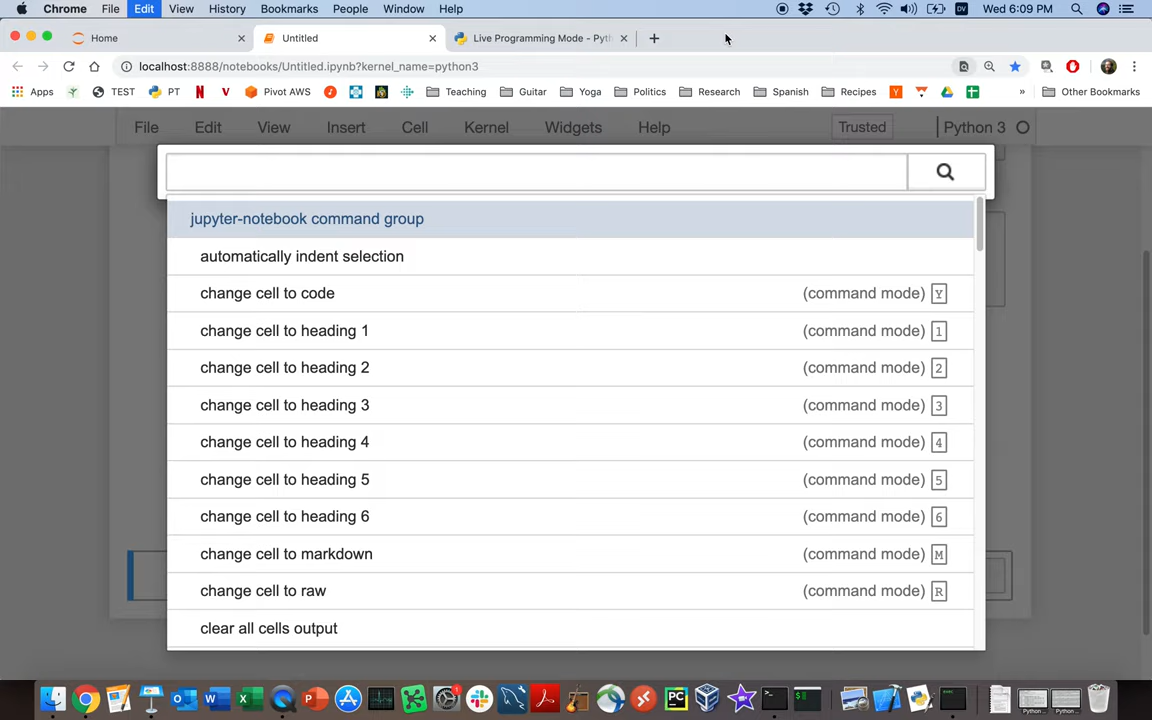 Chrome File Edit View History Bookmarks People Window Help DV Wed 6:09 PM
Home Untitled Live Programming Mode - Pyth
localhost:8888/notebooks/Untitled.ipynb?kernel_name=python3
Apps TEST PT Pivot AWS Teaching Guitar Yoga Politics Research Spanish Recipes » Other Bookmarks
File Edit View Insert Cell Kernel Widgets Help Trusted Python 3
jupyter-notebook command group
automatically indent selection
change cell to code (command mode) Y
change cell to heading 1 (command mode) 1
change cell to heading 2 (command mode) 2
change cell to heading 3 (command mode) 3
change cell to heading 4 (command mode) 4
change cell to heading 5 (command mode) 5
change cell to heading 6 (command mode) 6
change cell to markdown (command mode) M
change cell to raw (command mode) R
clear all cells output